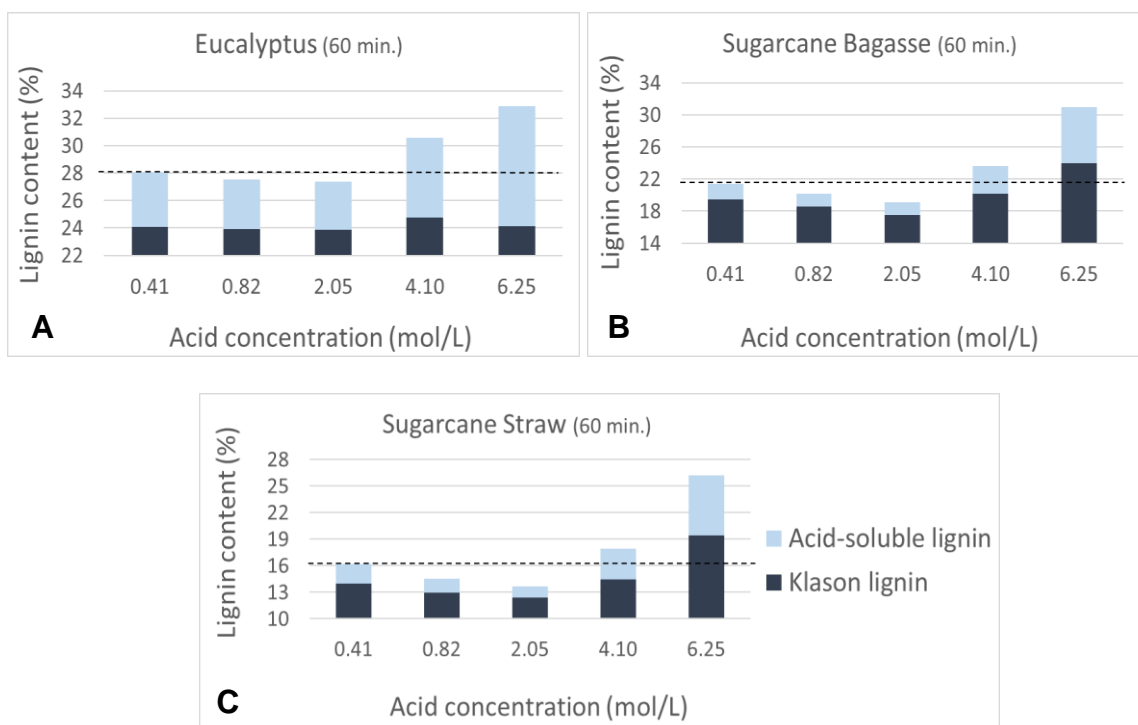 Eucalyptus (60 min.)
Lignin content (%)
34
32
30
28
26
24
22
0.41 0.82 2.05 4.10 6.25
Acid concentration (mol/L)
A
Sugarcane Bagasse (60 min.)
Lignin content (%)
34
30
26
22
18
14
0.41 0.82 2.05 4.10 6.25
Acid concentration (mol/L)
B
Sugarcane Straw (60 min.)
Lignin content (%)
28
25
22
19
16
13
10
0.41 0.82 2.05 4.10 6.25
Acid concentration (mol/L)
C
Acid-soluble lignin
Klason lignin